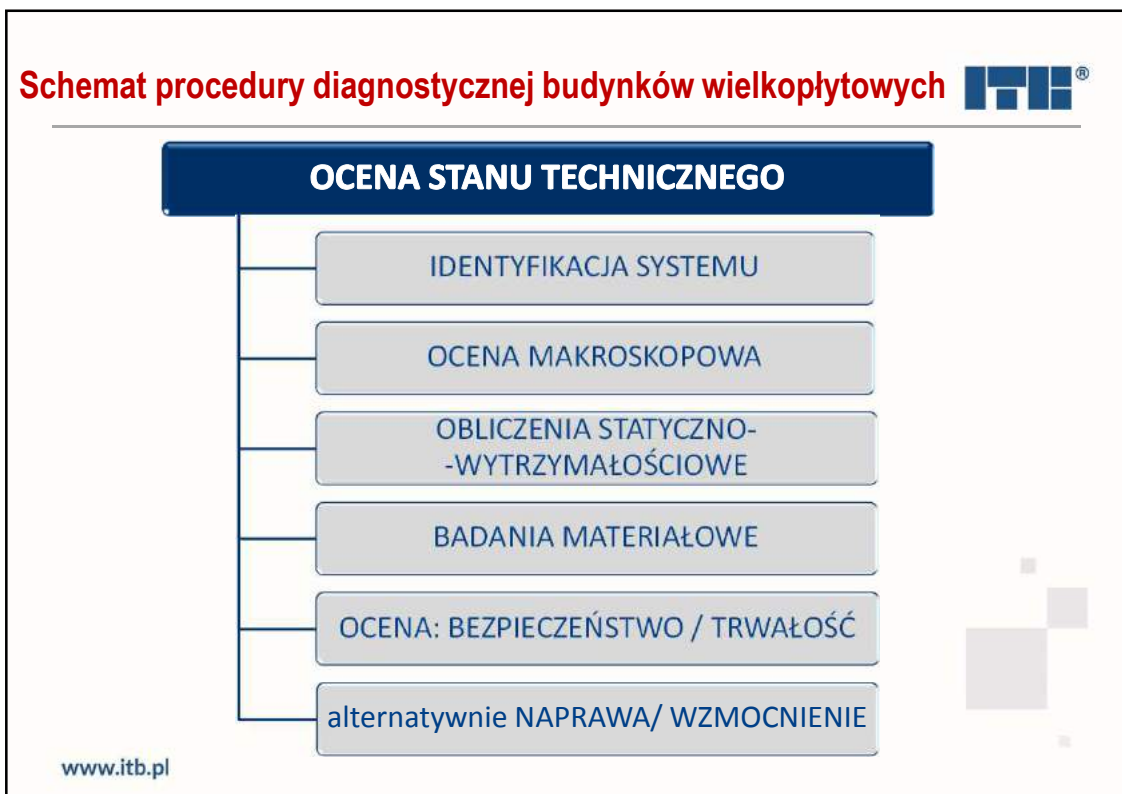 Schemat procedury diagnostycznej budynków wielkopłytowych
ITB®
OCENA STANU TECHNICZNEGO
IDENTYFIKACJA SYSTEMU
OCENA MAKROSKOPOWA
OBLICZENIA STATYCZNO-
-WYTRZYMAŁOŚCIOWE
BADANIA MATERIAŁOWE
OCENA: BEZPIECZEŃSTWO / TRWAŁOŚĆ
alternatywnie NAPRAWA/ WZMOCNIENIE
www.itb.pl